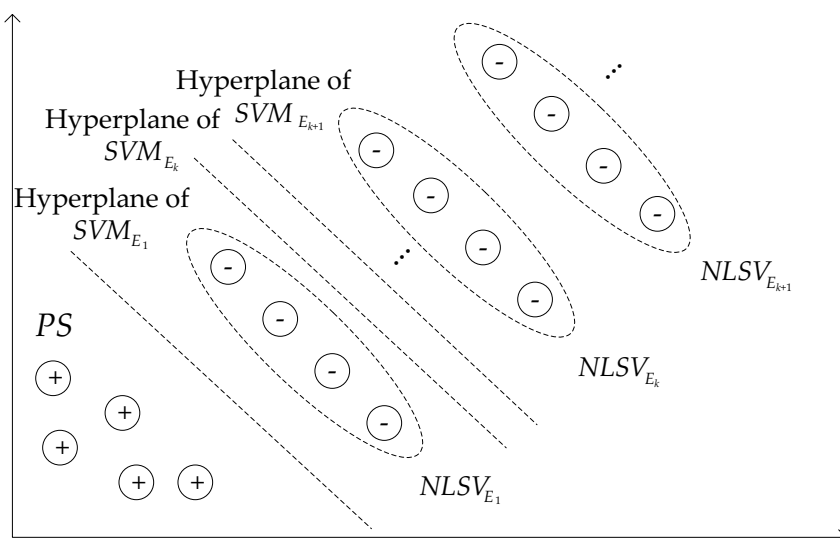 Hyperplane of
SVM E_{k+1}
Hyperplane of
SVM_{E_k}
Hyperplane of
SVM_{E_1}
PS
+
+
+
+
+
-
-
-
-
NLSV_{E_1}
...
-
-
-
-
NLSV_{E_k}
...
-
-
-
-
NLSV_{E_{k+1}}